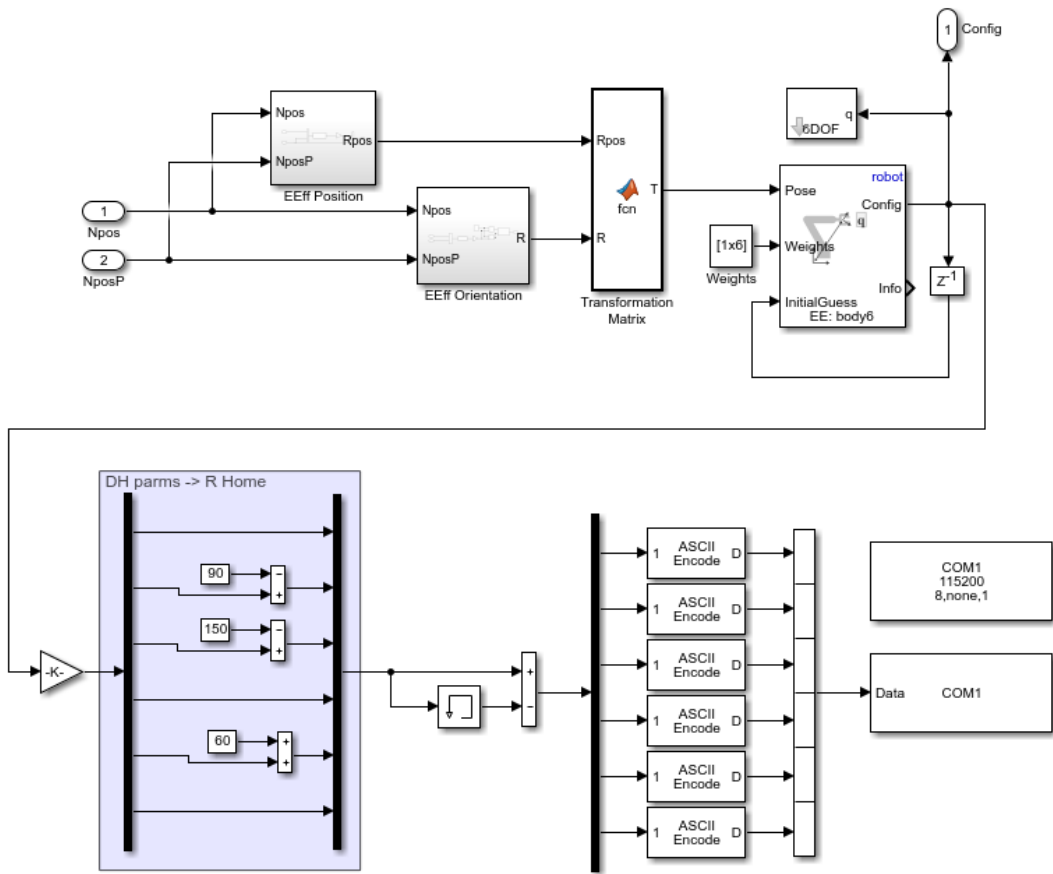 1
Config
q
6DOF
Npos
Rpos
NposP
EEff Position
Rpos
T
fcn
R
Transformation
Matrix
robot
Pose
Config
q
Weights
Info
InitialGuess
EE: body6
[1x6]
Weights
Z-1
1
Npos
2
NposP
Npos
R
NposP
EEff Orientation
DH parms -> R Home
90
−
+
150
−
+
60
+
+
-K-
+
−
1 ASCII D
Encode
1 ASCII D
Encode
1 ASCII D
Encode
1 ASCII D
Encode
1 ASCII D
Encode
1 ASCII D
Encode
COM1
115200
8,none,1
Data COM1